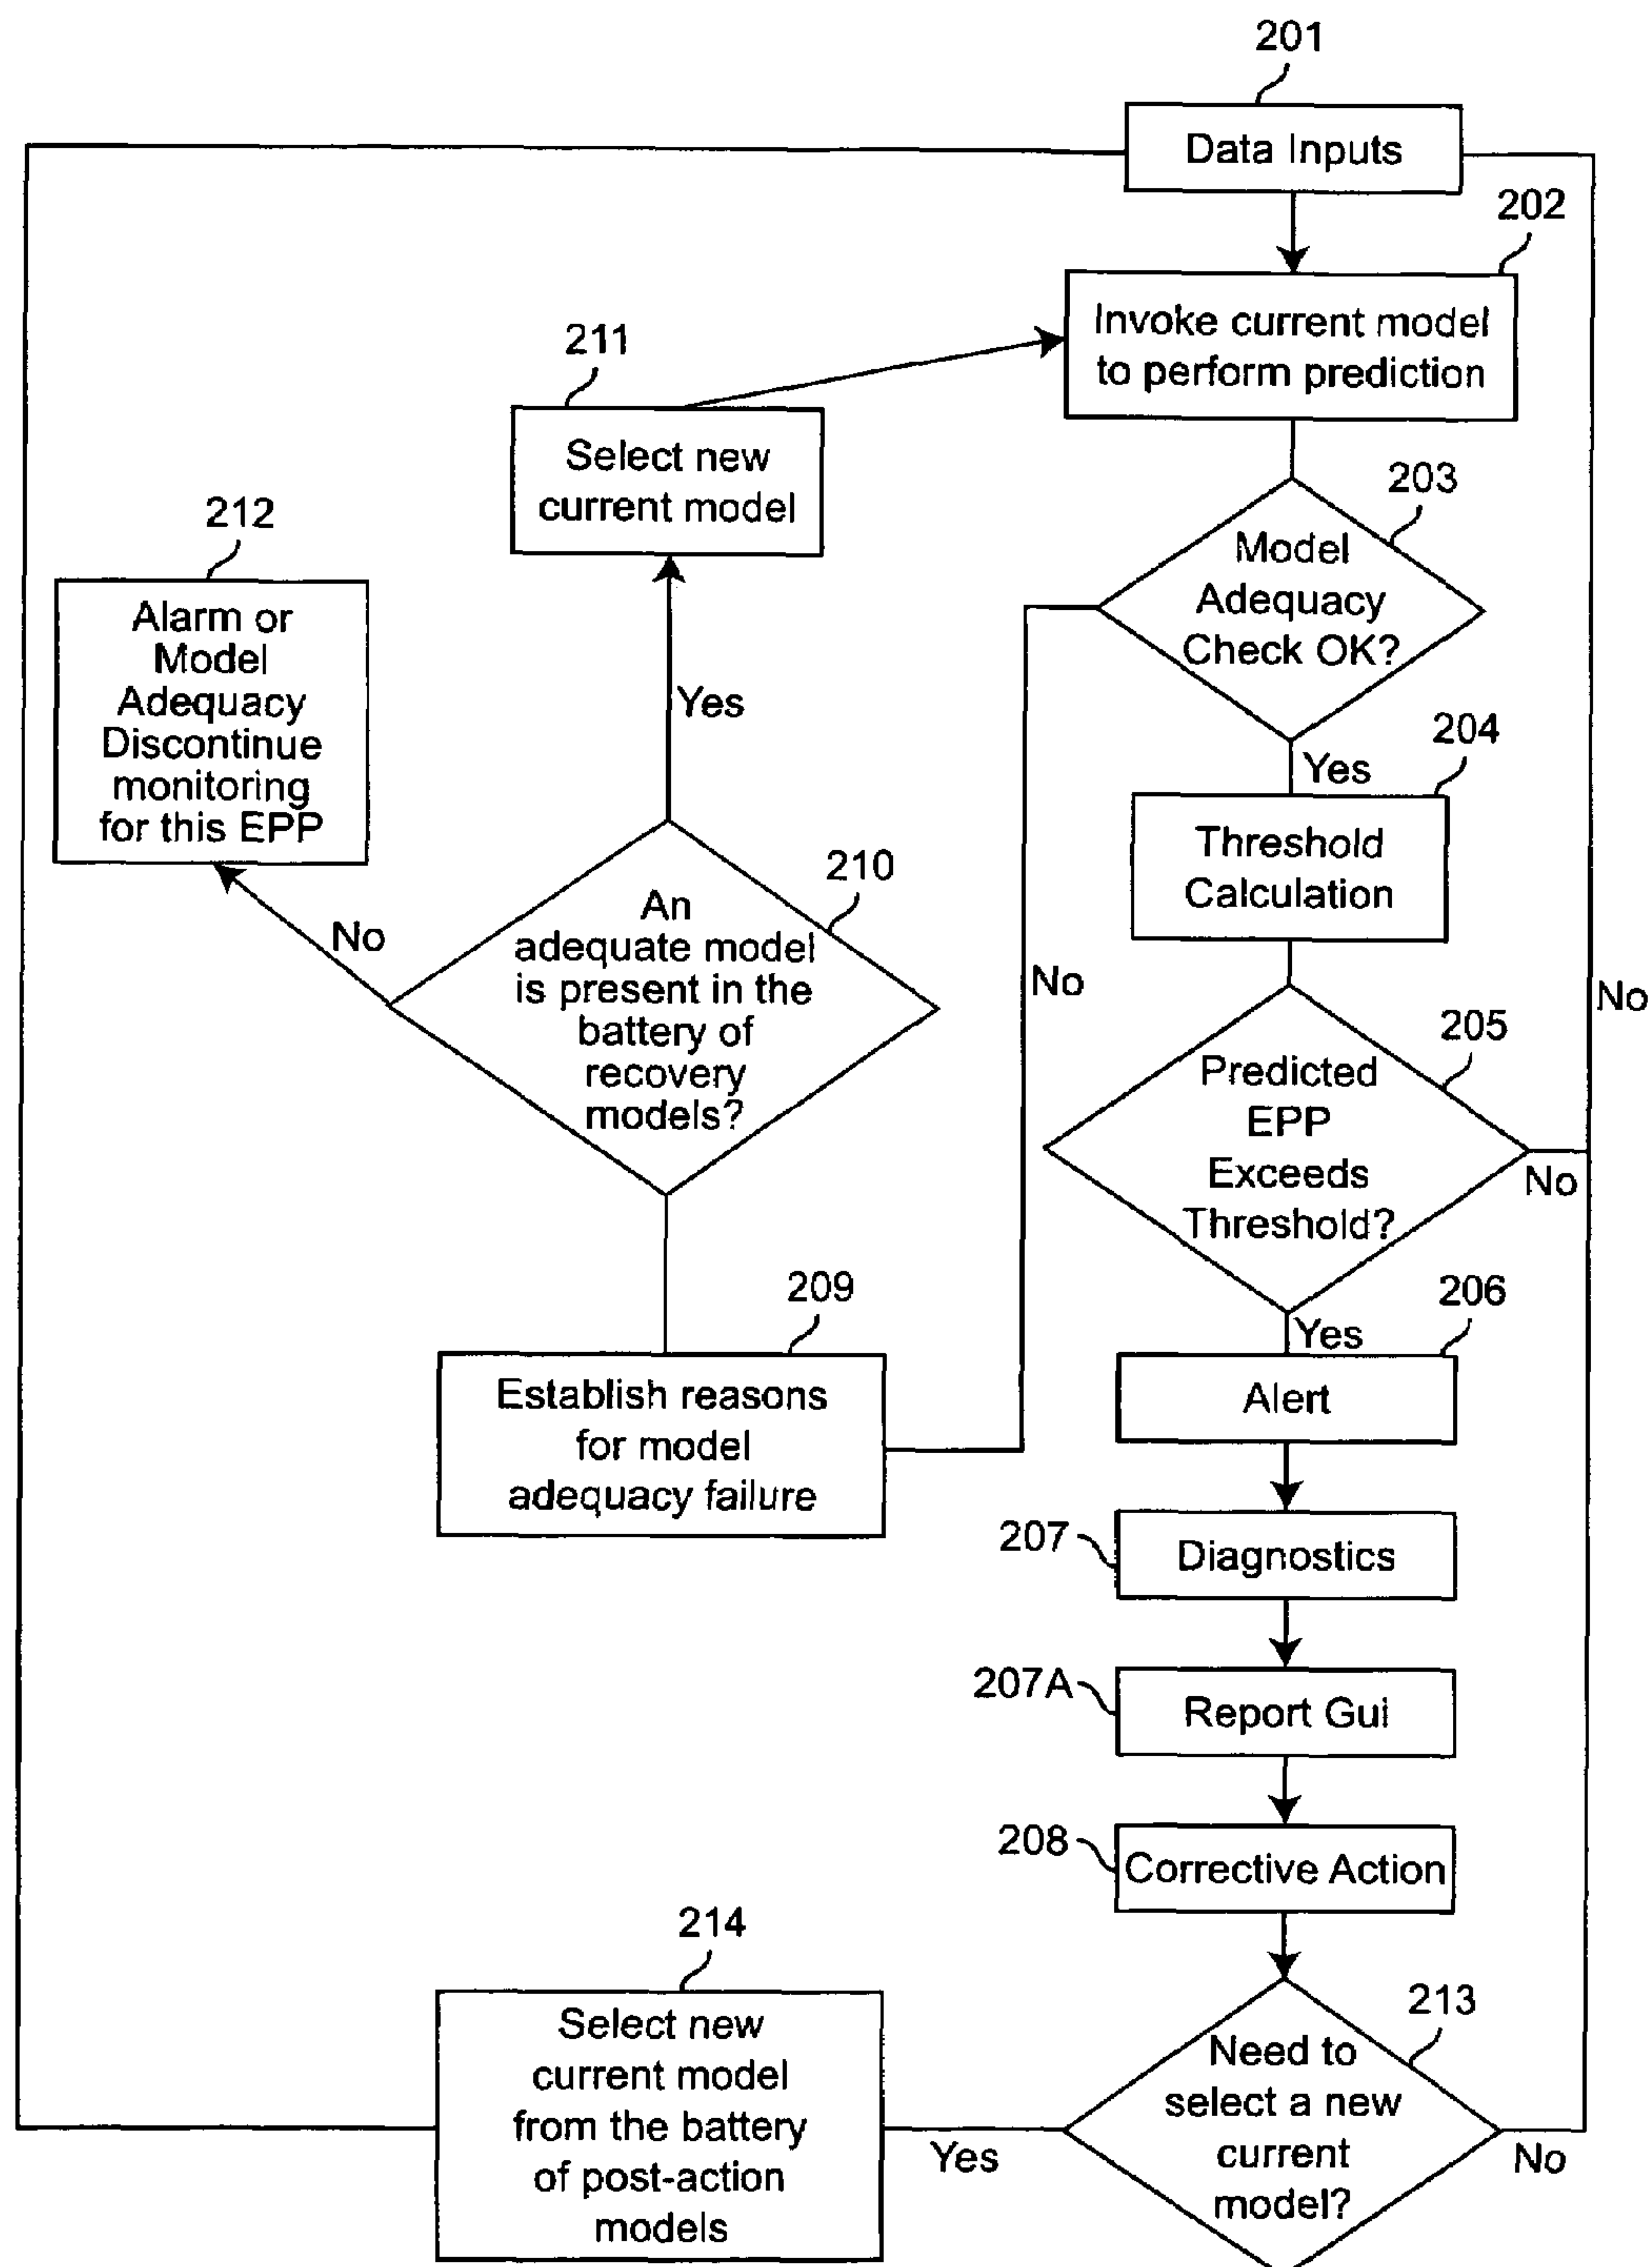 201
Data Inputs
202
Invoke current model
to perform prediction
211
Select new
current model
203
Model
Adequacy
Check OK?
212
Alarm or
Model
Adequacy
Discontinue
monitoring
for this EPP
Yes
204
Yes
Threshold
Calculation
210
An
adequate model
is present in the
battery of
recovery
models?
No
No
No
205
Predicted
EPP
Exceeds
Threshold?
No
209
Establish reasons
for model
adequacy failure
206
Yes
Alert
207
Diagnostics
207A
Report Gui
208
Corrective Action
214
Select new
current model
from the battery
of post-action
models
Yes
213
Need to
select a new
current
model?
No